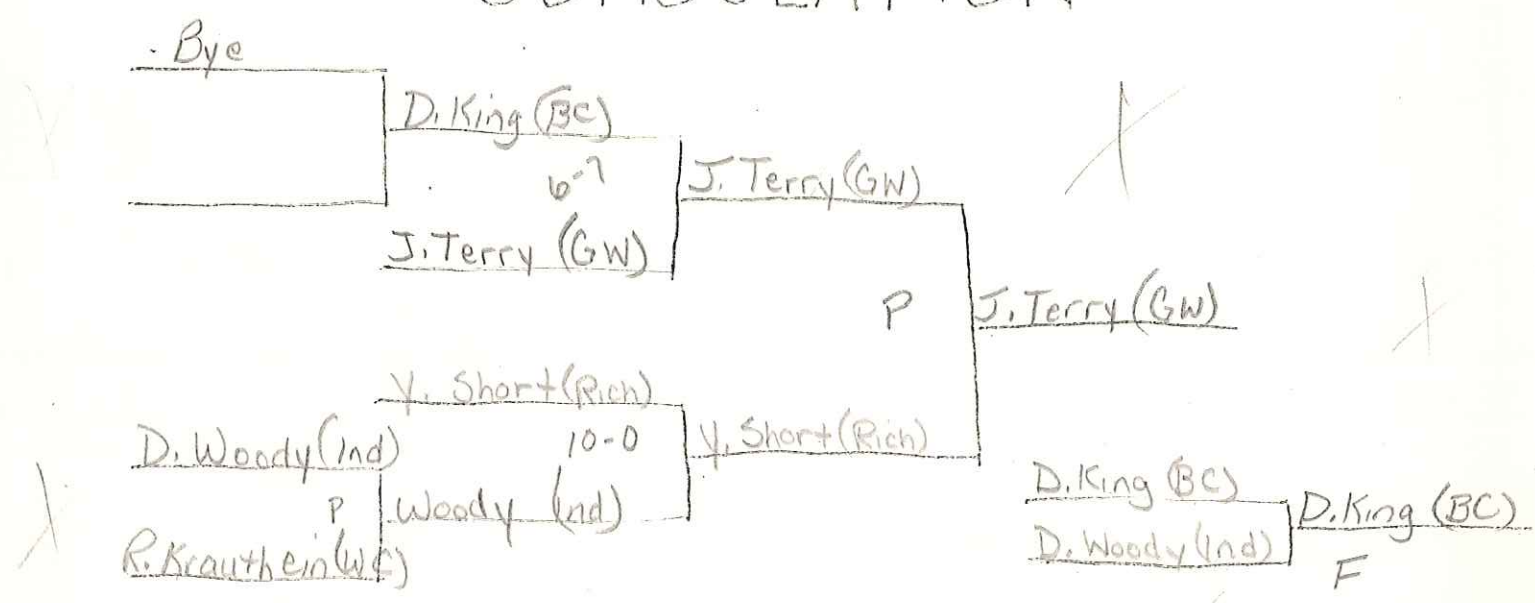 CONSOLATION
. Bye
D. King (BC)
6-7
J. Terry (GW)
J. Terry (GW)
P
J. Terry (GW)
Y. Short (Rich)
D. Woody (Ind)
10-0
Y. Short (Rich)
P
Woody (Ind)
R. Krauthein (WC)
D. King (BC)
D. King (BC)
D. Woody (Ind)
F